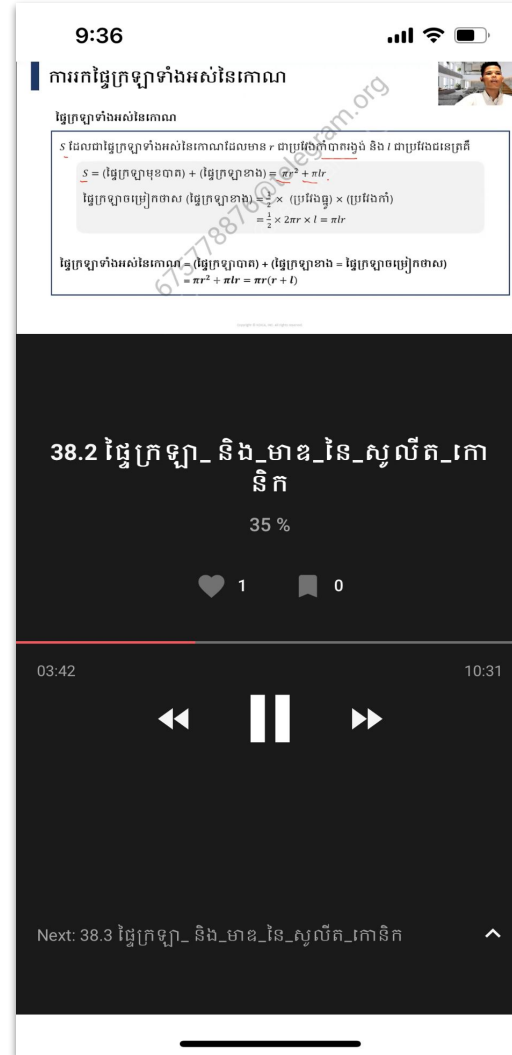 9:36
ការរកផ្ទៃក្រឡាទាំងអស់នៃកោណ
ផ្ទៃក្រឡាទាំងអស់នៃកោណ
S ដែលជាផ្ទៃក្រឡាទាំងអស់នៃកោណដែលមាន r ជាប្រវែងកាំបាតរង្វង់ និង l ជាប្រវែងជនេត្រគឺ
S = (ផ្ទៃក្រឡាមុខបាត) + (ផ្ទៃក្រឡាខាង) = πr² + πlr
ផ្ទៃក្រឡាចម្រៀកថាស (ផ្ទៃក្រឡាខាង) = 1/2 × (ប្រវែងធ្នូ) × (ប្រវែងកាំ)
= 1/2 × 2πr × l = πlr
ផ្ទៃក្រឡាទាំងអស់នៃកោណ = (ផ្ទៃក្រឡាបាត) + (ផ្ទៃក្រឡាខាង = ផ្ទៃក្រឡាចម្រៀកថាស)
= πr² + πlr = πr(r + l)
675778876@telegram.org
38.2 ផ្ទៃក្រឡា_ និង_មាឌ_នៃ_សូលីត_កោ
និក
35 %
1 0
03:42 10:31
Next: 38.3 ផ្ទៃក្រឡា_ និង_មាឌ_នៃ_សូលីត_កោនិក